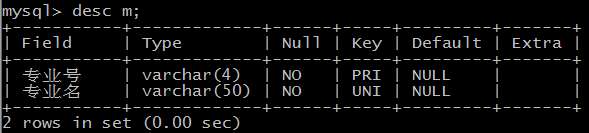 mysql> desc m;
+-----------+-------------+------+-----+---------+-------+
| Field     | Type        | Null | Key | Default | Extra |
+-----------+-------------+------+-----+---------+-------+
| 专业号    | varchar(4)  | NO   | PRI | NULL    |       |
| 专业名    | varchar(50) | NO   | UNI | NULL    |       |
+-----------+-------------+------+-----+---------+-------+
2 rows in set (0.00 sec)